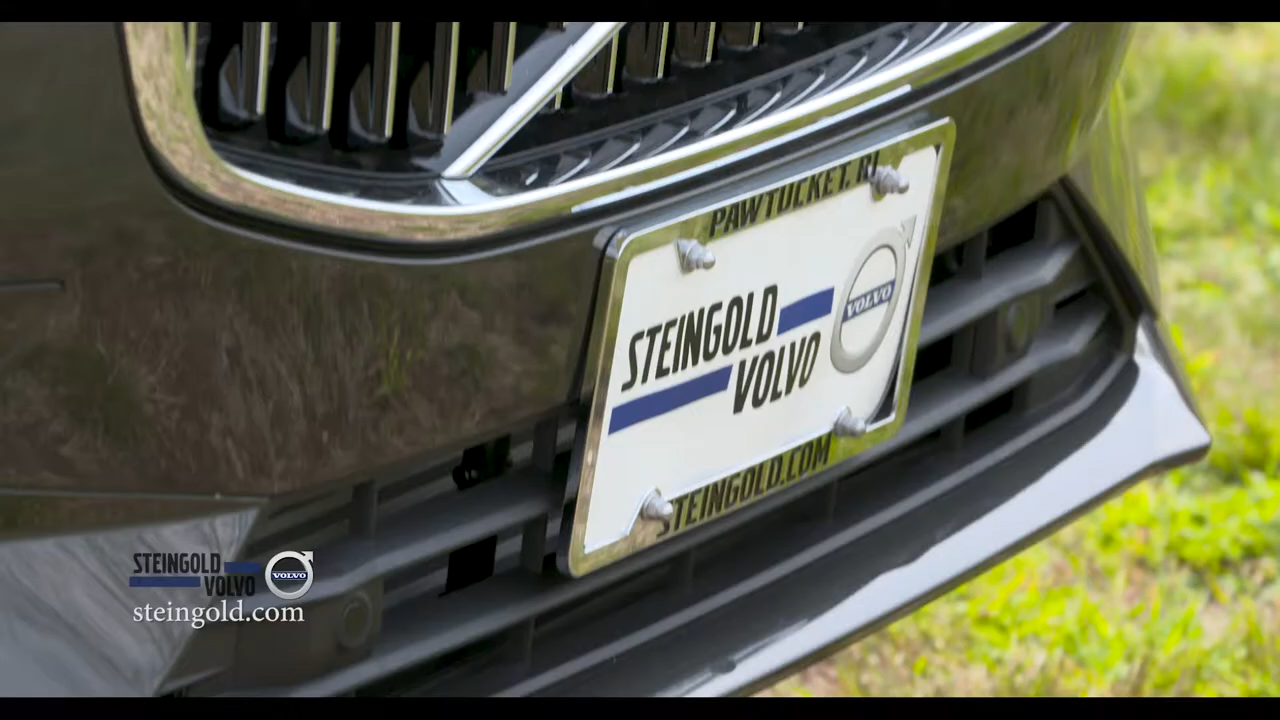 PAWTUCKET, RI
STEINGOLD
VOLVO
VOLVO
STEINGOLD.COM
STEINGOLD
VOLVO
VOLVO
steingold.com